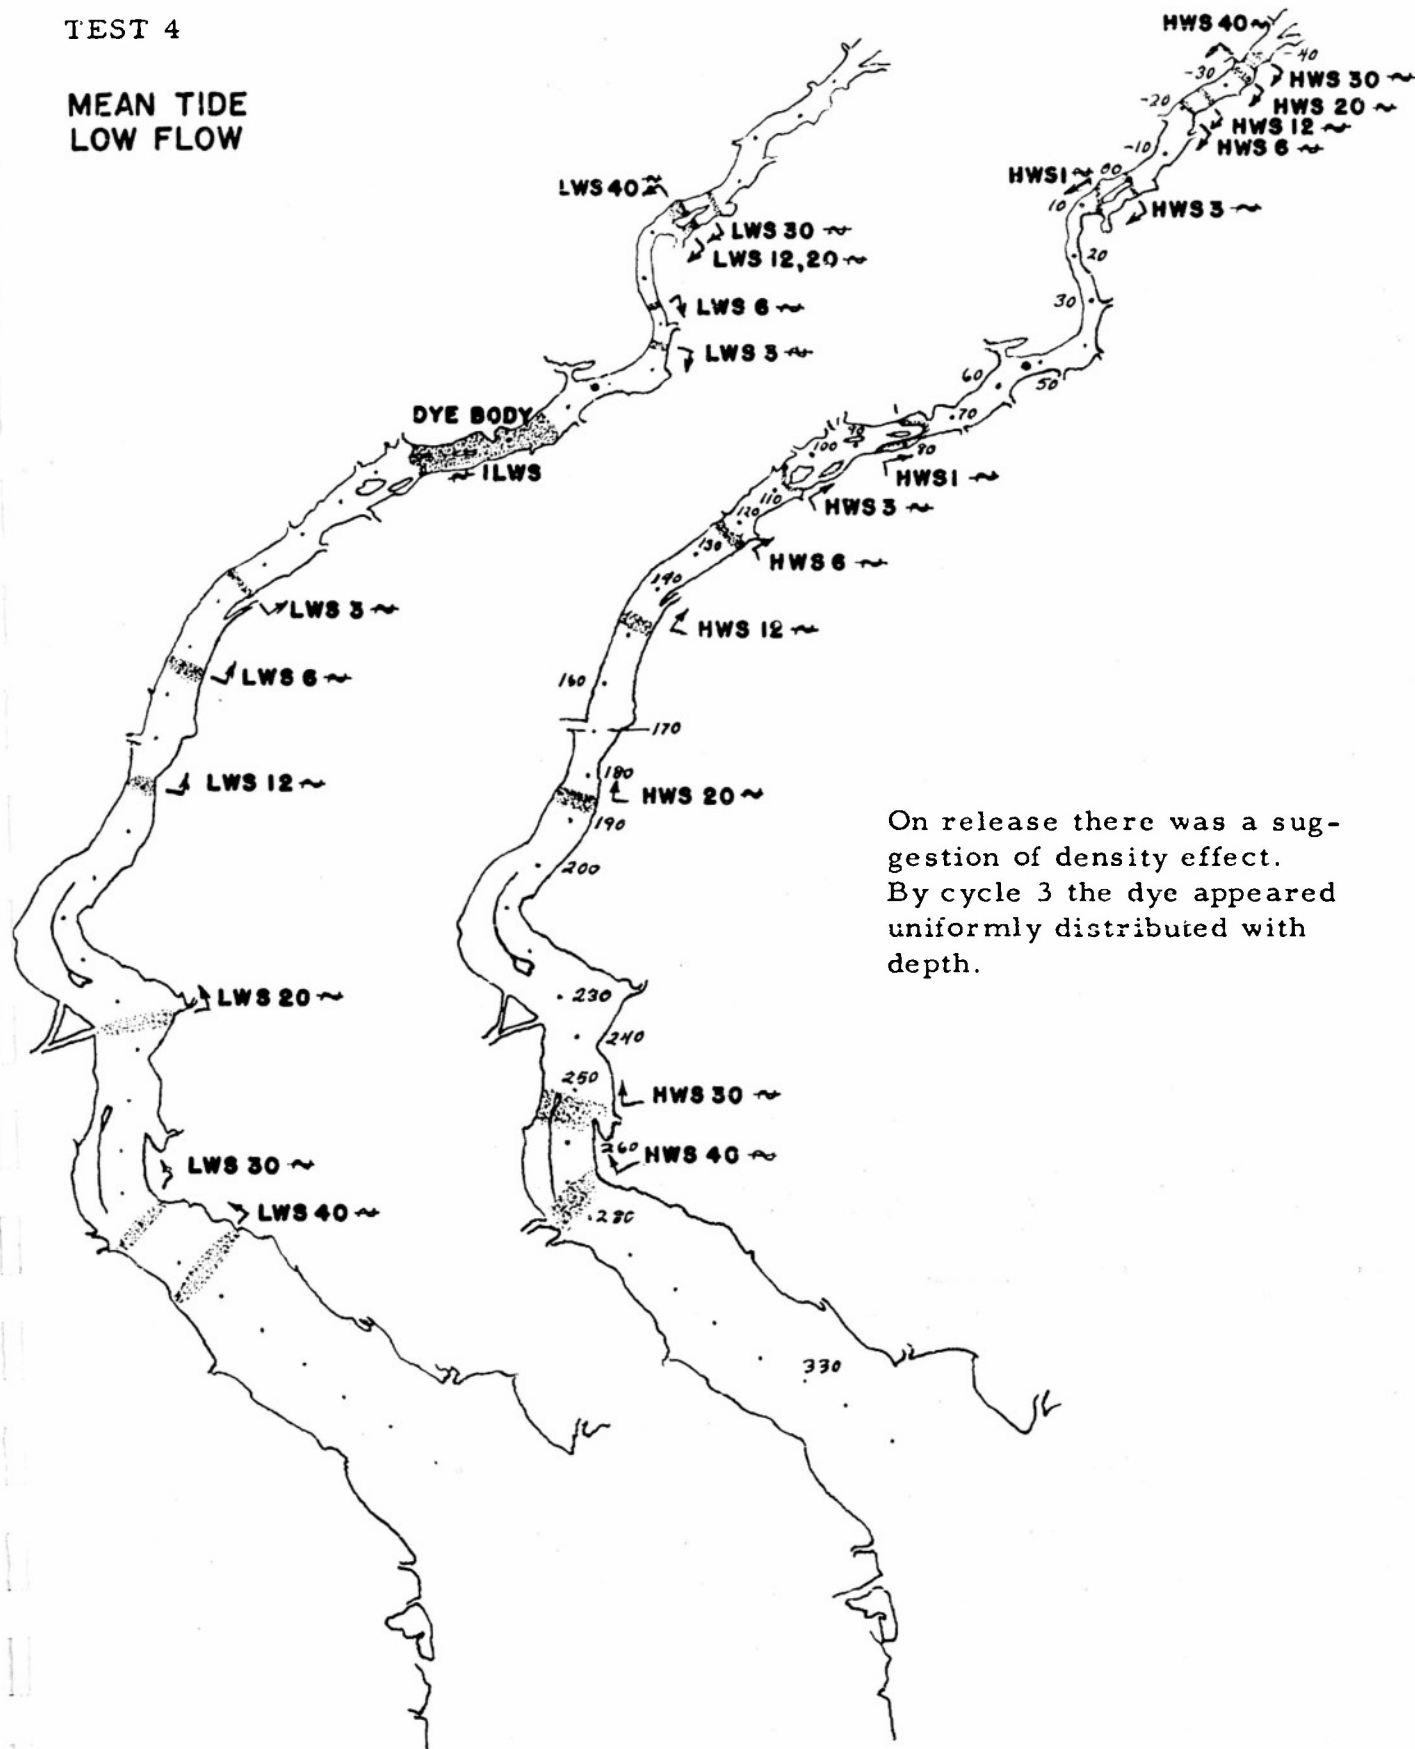 TEST 4
MEAN TIDE
LOW FLOW
LWS 40 ~
LWS 30 ~
LWS 12,20 ~
LWS 6 ~
LWS 3 ~
DYE BODY
~ 1LWS
LWS 3 ~
LWS 6 ~
LWS 12 ~
LWS 20 ~
LWS 30 ~
LWS 40 ~
HWS 40 ~
-40
-30
HWS 30 ~
-20
HWS 20 ~
HWS 12 ~
-10
HWS 6 ~
HWS1 ~
00
10
HWS 3 ~
20
30
60
50
70
90
100
80
HWS1 ~
110
HWS 3 ~
120
130
HWS 6 ~
140
HWS 12 ~
160
170
180
HWS 20 ~
190
200
230
240
250
HWS 30 ~
260
HWS 40 ~
280
330
On release there was a sug-
gestion of density effect.
By cycle 3 the dye appeared
uniformly distributed with
depth.